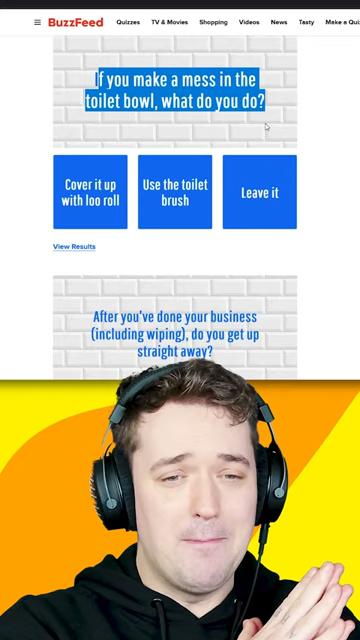 BuzzFeed Quizzes TV & Movies Shopping Videos News Tasty Make a Qui
If you make a mess in the
toilet bowl, what do you do?
Cover it up
with loo roll
Use the toilet
brush
Leave it
View Results
After you've done your business
(including wiping), do you get up
straight away?